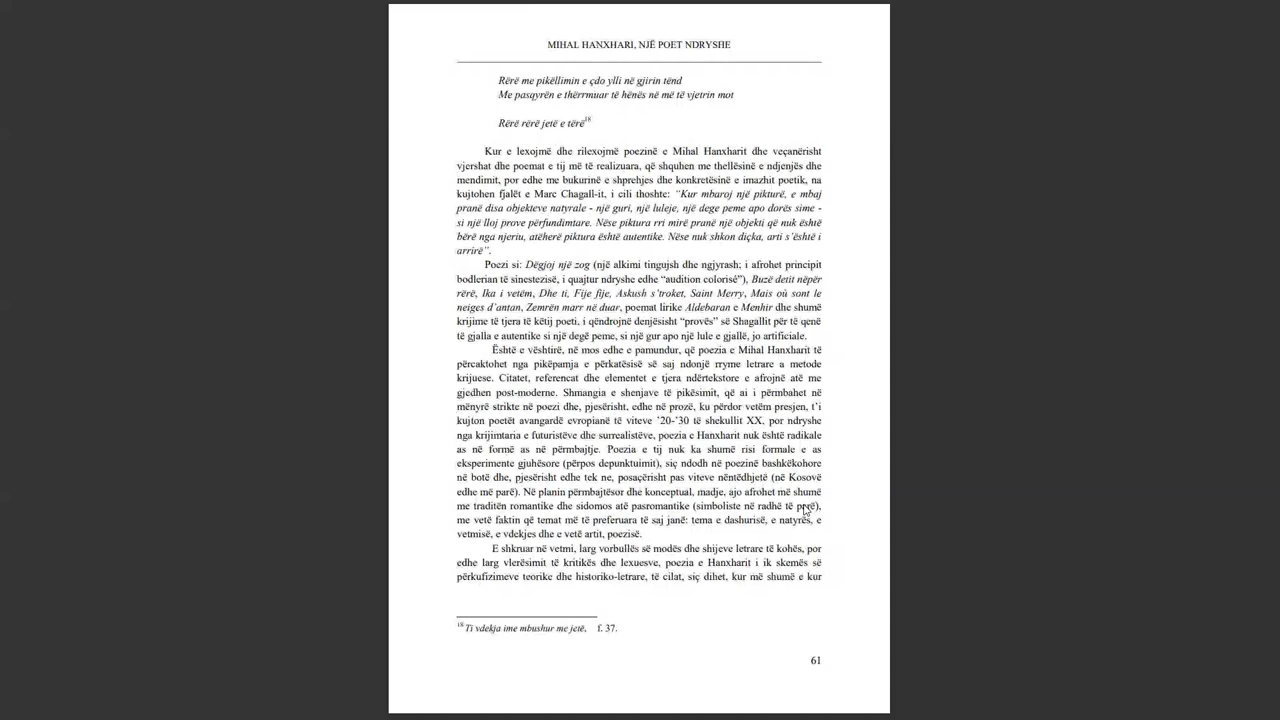 MIHAL HANXHARI, NJË POET NDRYSHE
Rërë me pikëllimin e çdo ylli në gjirin tënd
Me pasqyrën e thërrmuar të hënës në më të vjetrin mot
Rërë rërë jetë e tërë18
Kur e lexojmë dhe rilexojmë poezinë e Mihal Hanxharit dhe veçanërisht
vjershat dhe poemat e tij më të realizuara, që shquhen me thellësinë e ndjenjës dhe
mendimit, por edhe me bukurinë e shprehjes dhe konkretësinë e imazhit poetik, na
kujtohen fjalët e Marc Chagall-it, i cili thoshte: “Kur mbaroj një pikturë, e mbaj
pranë disa objekteve natyrale - një guri, një luleje, një dege peme apo dorës sime -
si një lloj prove përfundimtare. Nëse piktura rri mirë pranë një objekti që nuk është
bërë nga njeriu, atëherë piktura është autentike. Nëse nuk shkon diçka, arti s’është i
arrirë”.
Poezi si: Dëgjoj një zog (një alkimi tingujsh dhe ngjyrash; i afrohet principit
bodlerian të sinestezisë, i quajtur ndryshe edhe “audition colorisé”), Buzë detit nëpër
rërë, Ika i vetëm, Dhe ti, Fije fije, Askush s’troket, Saint Merry, Mais où sont le
neiges d’antan, Zemrën marr në duar, poemat lirike Aldebaran e Menhir dhe shumë
krijime të tjera të këtij poeti, i qëndrojnë denjësisht “provës” së Shagallit për të qenë
të gjalla e autentike si një degë peme, si një gur apo një lule e gjallë, jo artificiale.
Është e vështirë, në mos edhe e pamundur, që poezia e Mihal Hanxharit të
përcaktohet nga pikëpamja e përkatësisë së saj ndonjë rryme letrare a metode
krijuese. Citatet, referencat dhe elementet e tjera ndërtekstore e afrojnë atë me
gjedhen post-moderne. Shmangia e shenjave të pikësimit, që ai i përmbahet në
mënyrë strikte në poezi dhe, pjesërisht, edhe në prozë, ku përdor vetëm presjen, t’i
kujton poetët avangardë evropianë të viteve ’20-’30 të shekullit XX, por ndryshe
nga krijimtaria e futuristëve dhe surrealistëve, poezia e Hanxharit nuk është radikale
as në formë as në përmbajtje. Poezia e tij nuk ka shumë risi formale e as
eksperimente gjuhësore (përpos depunktuimit), siç ndodh në poezinë bashkëkohore
në botë dhe, pjesërisht edhe tek ne, posaçërisht pas viteve nëntëdhjetë (në Kosovë
edhe më parë). Në planin përmbajtësor dhe konceptual, madje, ajo afrohet më shumë
me traditën romantike dhe sidomos atë pasromantike (simboliste në radhë të parë),
me vetë faktin që temat më të preferuara të saj janë: tema e dashurisë, e natyrës, e
vetmisë, e vdekjes dhe e vetë artit, poezisë.
E shkruar në vetmi, larg vorbullës së modës dhe shijeve letrare të kohës, por
edhe larg vlerësimit të kritikës dhe lexuesve, poezia e Hanxharit i ik skemës së
përkufizimeve teorike dhe historiko-letrare, të cilat, siç dihet, kur më shumë e kur
18 Ti vdekja ime mbushur me jetë, f. 37.
61